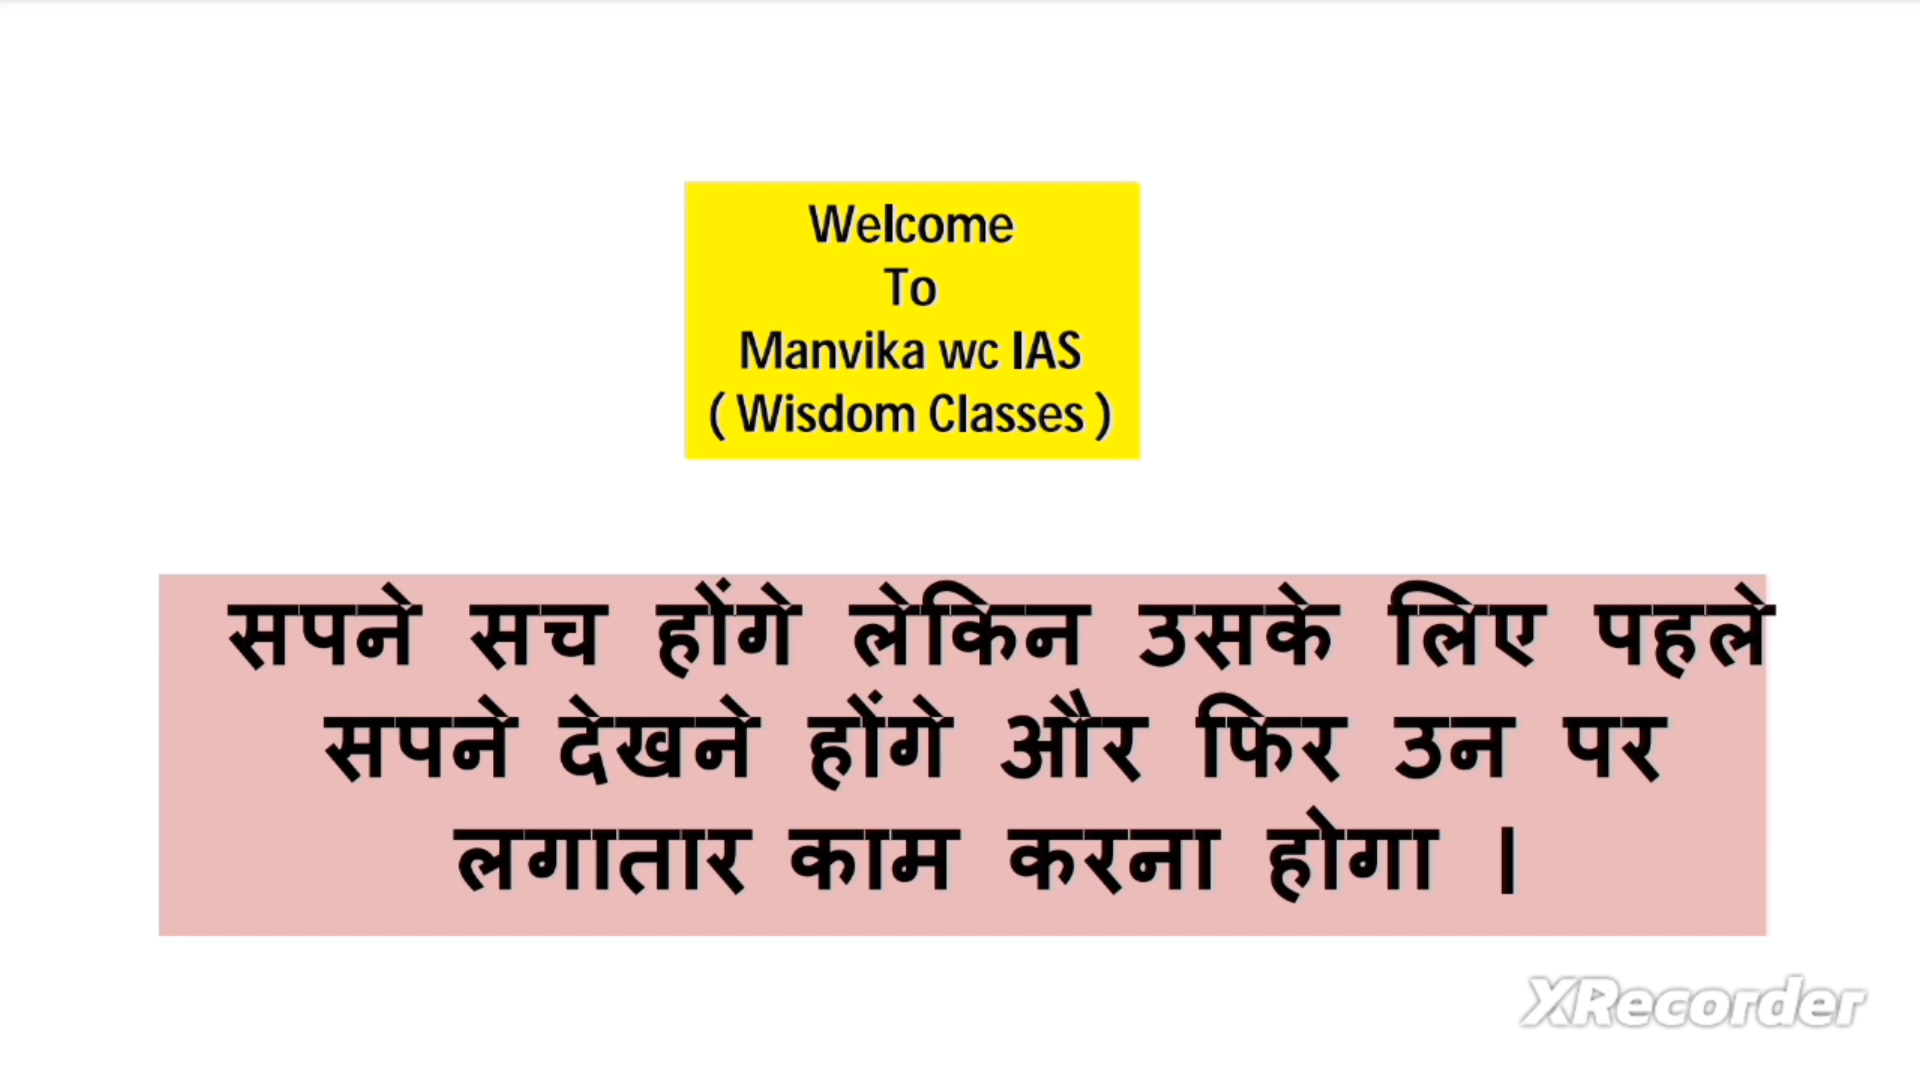 Welcome
To
Manvika wc IAS
( Wisdom Classes )
सपने सच होंगे लेकिन उसके लिए पहले
सपने देखने होंगे और फिर उन पर
लगातार काम करना होगा ।
XRecorder